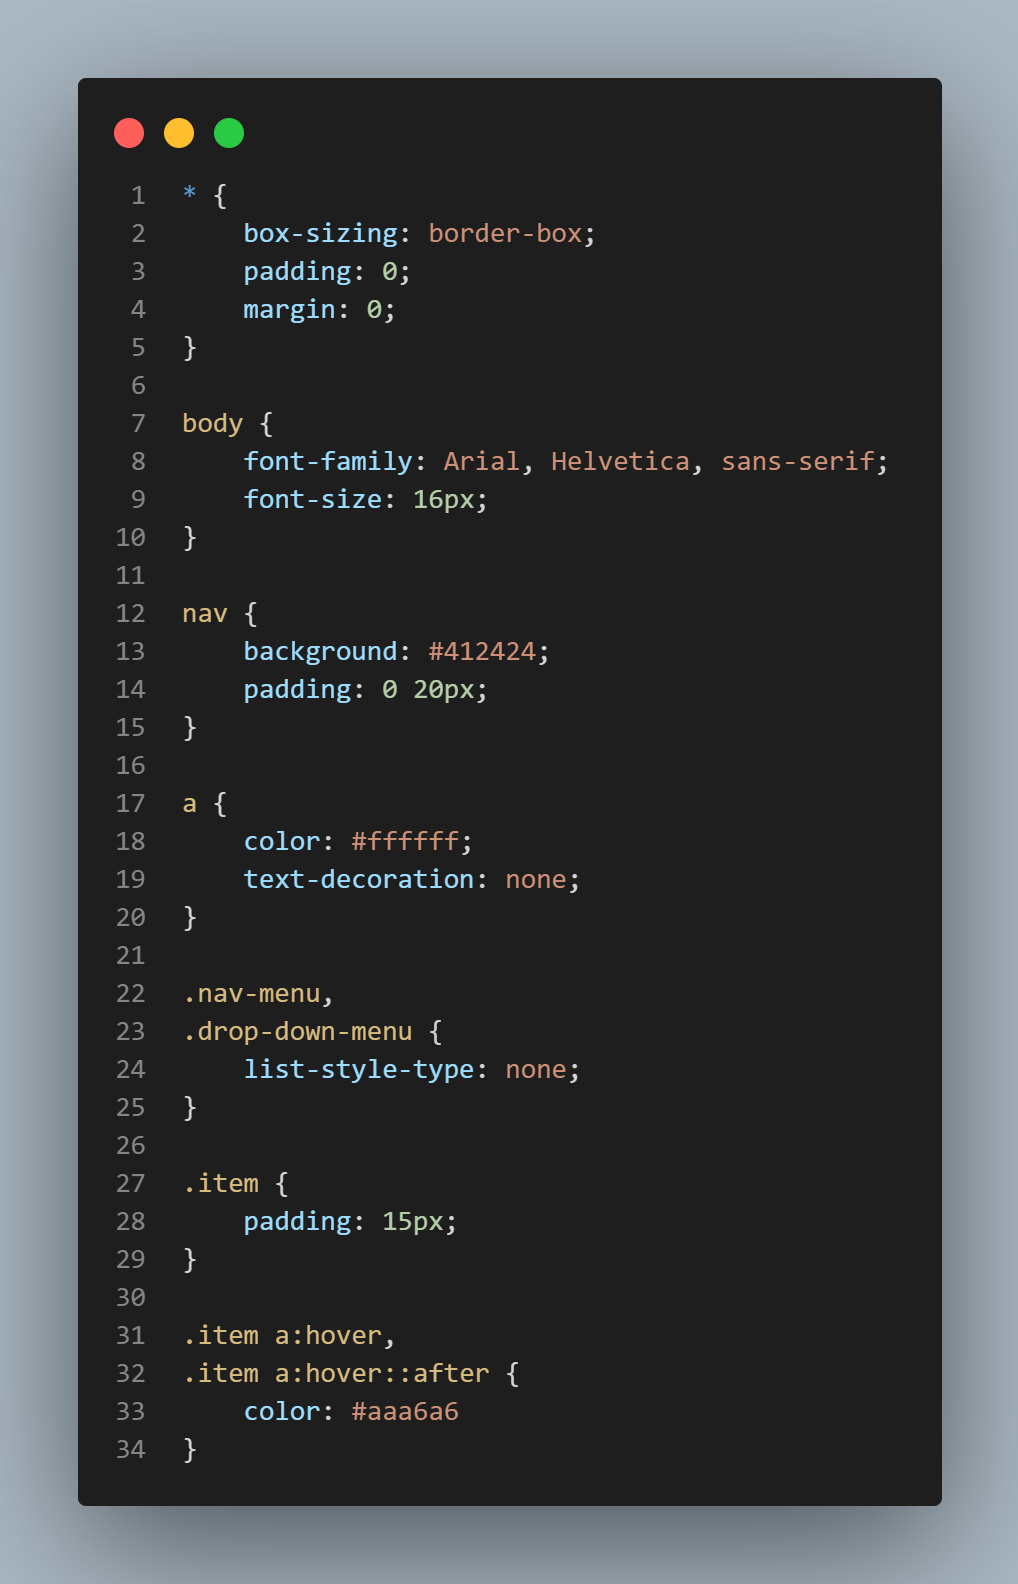 1 * {
2     box-sizing: border-box;
3     padding: 0;
4     margin: 0;
5 }
6
7 body {
8     font-family: Arial, Helvetica, sans-serif;
9     font-size: 16px;
10 }
11
12 nav {
13     background: #412424;
14     padding: 0 20px;
15 }
16
17 a {
18     color: #ffffff;
19     text-decoration: none;
20 }
21
22 .nav-menu,
23 .drop-down-menu {
24     list-style-type: none;
25 }
26
27 .item {
28     padding: 15px;
29 }
30
31 .item a:hover,
32 .item a:hover::after {
33     color: #aaa6a6
34 }